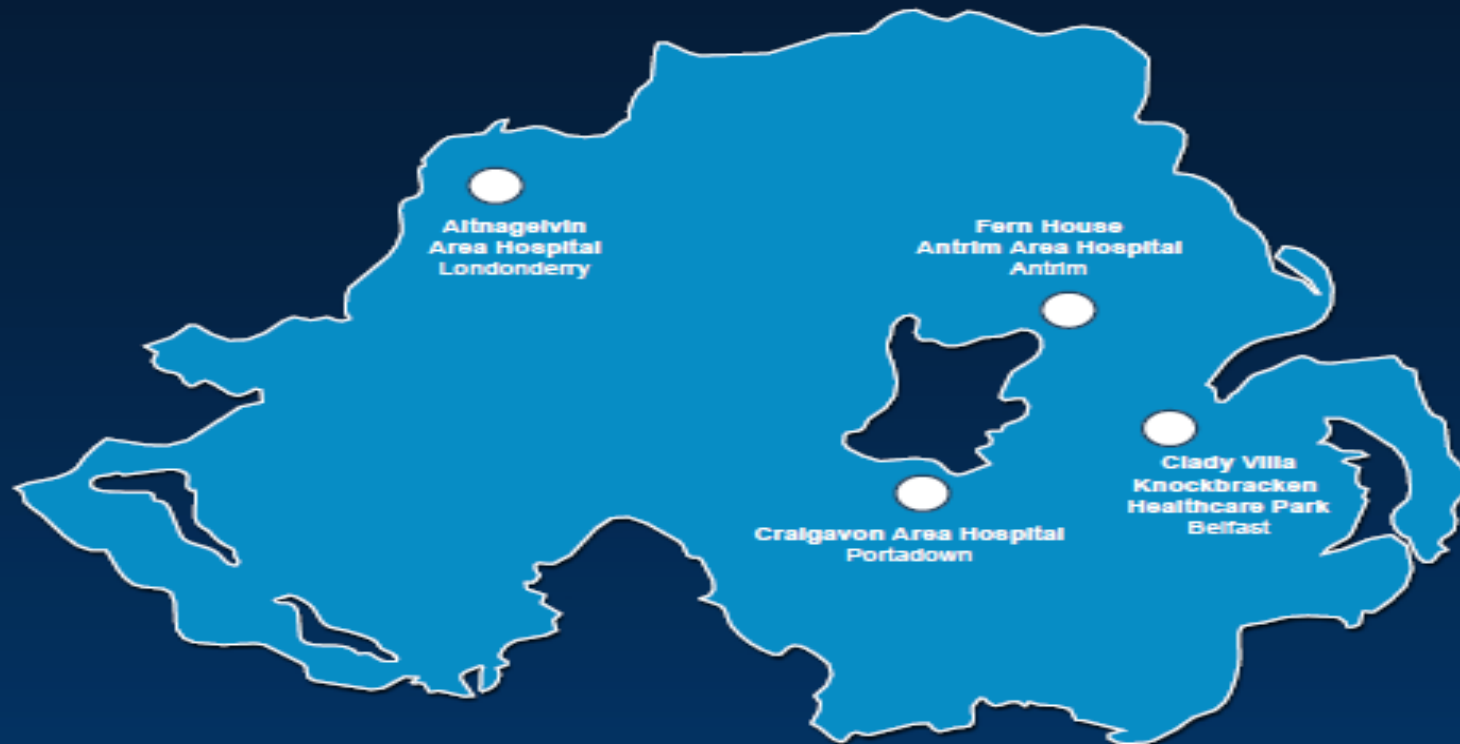 Altnagelvin
Area Hospital
Londonderry
Fern House
Antrim Area Hospital
Antrim
Clady Villa
Knockbracken
Healthcare Park
Belfast
Craigavon Area Hospital
Portadown